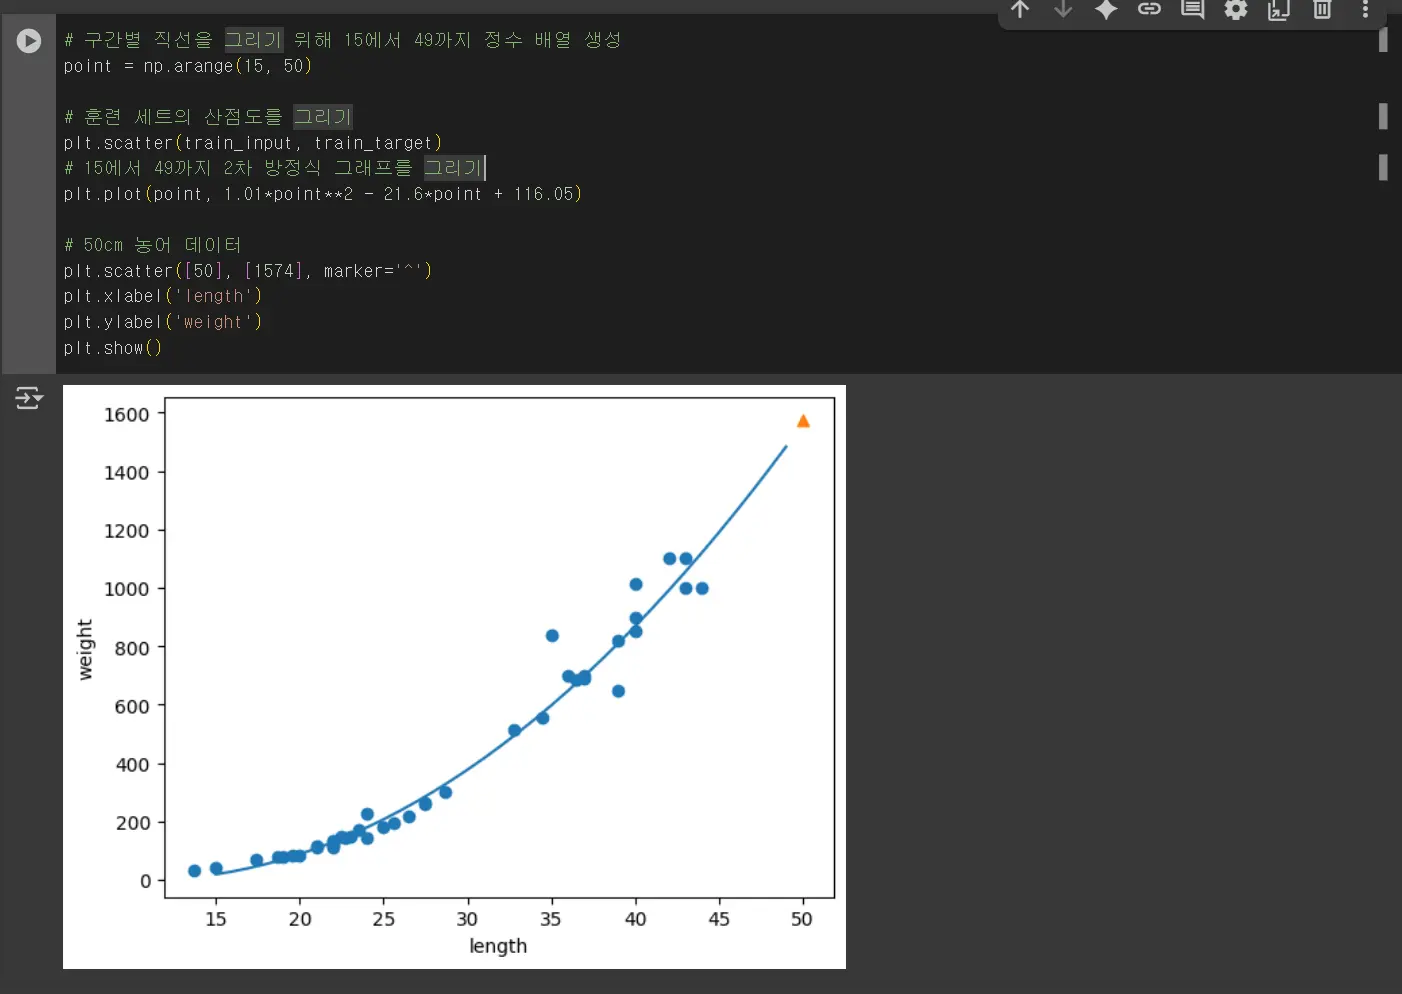 # 구간별 직선을 그리기 위해 15에서 49까지 정수 배열 생성
point = np.arange(15, 50)
# 훈련 세트의 산점도를 그리기
plt.scatter(train_input, train_target)
# 15에서 49까지 2차 방정식 그래프를 그리기
plt.plot(point, 1.01*point**2 - 21.6*point + 116.05)
# 50cm 농어 데이터
plt.scatter([50], [1574], marker='^')
plt.xlabel('length')
plt.ylabel('weight')
plt.show()
1600
1400
1200
1000
800
600
400
200
0
weight
15 20 25 30 35 40 45 50
length